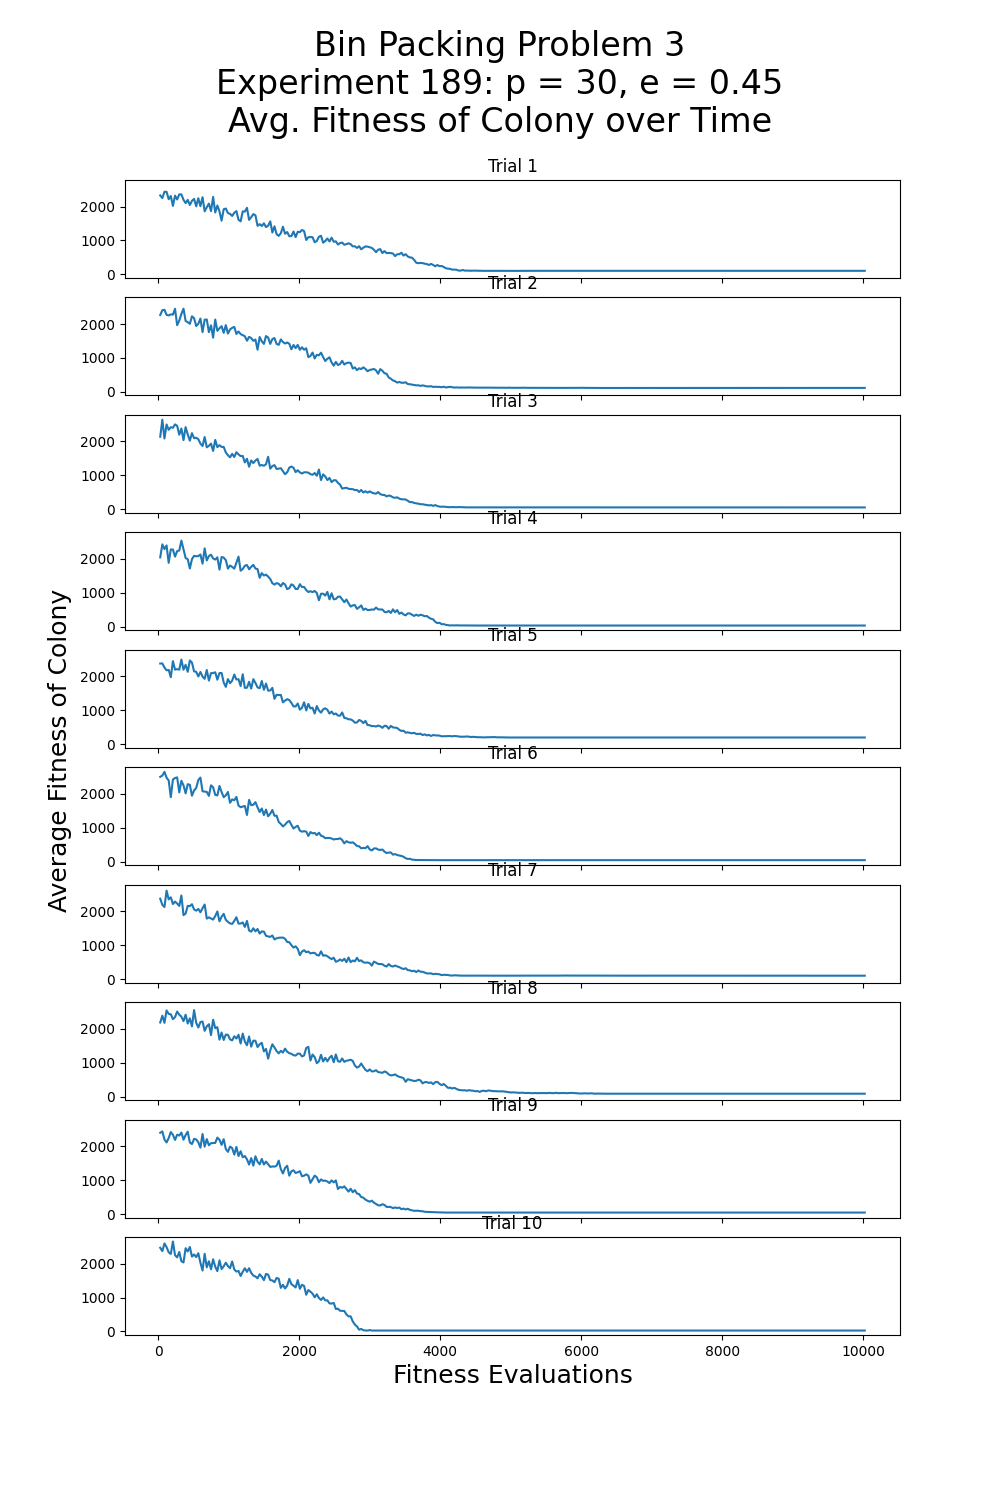 Bin Packing Problem 3
Experiment 189: p = 30, e = 0.45
Avg. Fitness of Colony over Time
Trial 1
2000
1000
0
Trial 2
2000
1000
0
Trial 3
2000
1000
0
Trial 4
2000
1000
0
Trial 5
2000
1000
0
Trial 6
2000
1000
0
Trial 7
2000
1000
0
Trial 8
2000
1000
0
Trial 9
2000
1000
0
Trial 10
2000
1000
0
0 2000 4000 6000 8000 10000
Fitness Evaluations
Average Fitness of Colony